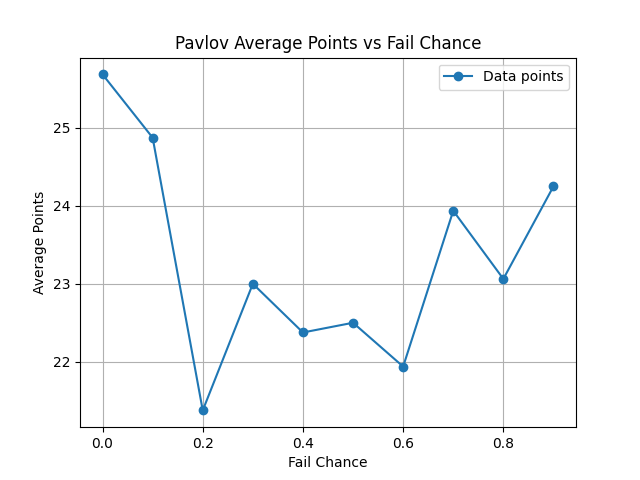 Pavlov Average Points vs Fail Chance
Data points
Average Points
25
24
23
22
0.0 0.2 0.4 0.6 0.8
Fail Chance